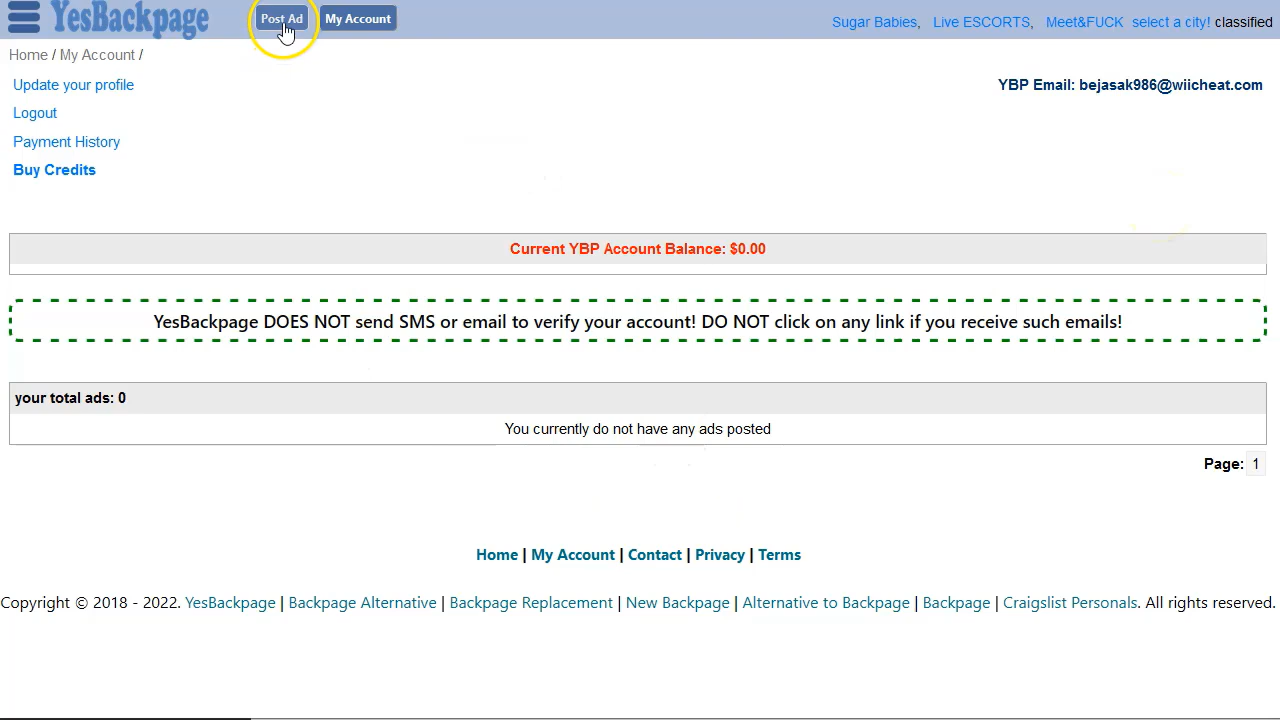 YesBackpage Post Ad My Account Sugar Babies, Live ESCORTS, Meet&FUCK select a city! classified
Home / My Account /
Update your profile YBP Email: bejasak986@wiicheat.com
Logout
Payment History
Buy Credits
Current YBP Account Balance: $0.00
YesBackpage DOES NOT send SMS or email to verify your account! DO NOT click on any link if you receive such emails!
your total ads: 0
You currently do not have any ads posted
Page: 1
Home | My Account | Contact | Privacy | Terms
Copyright © 2018 - 2022. YesBackpage | Backpage Alternative | Backpage Replacement | New Backpage | Alternative to Backpage | Backpage | Craigslist Personals. All rights reserved.